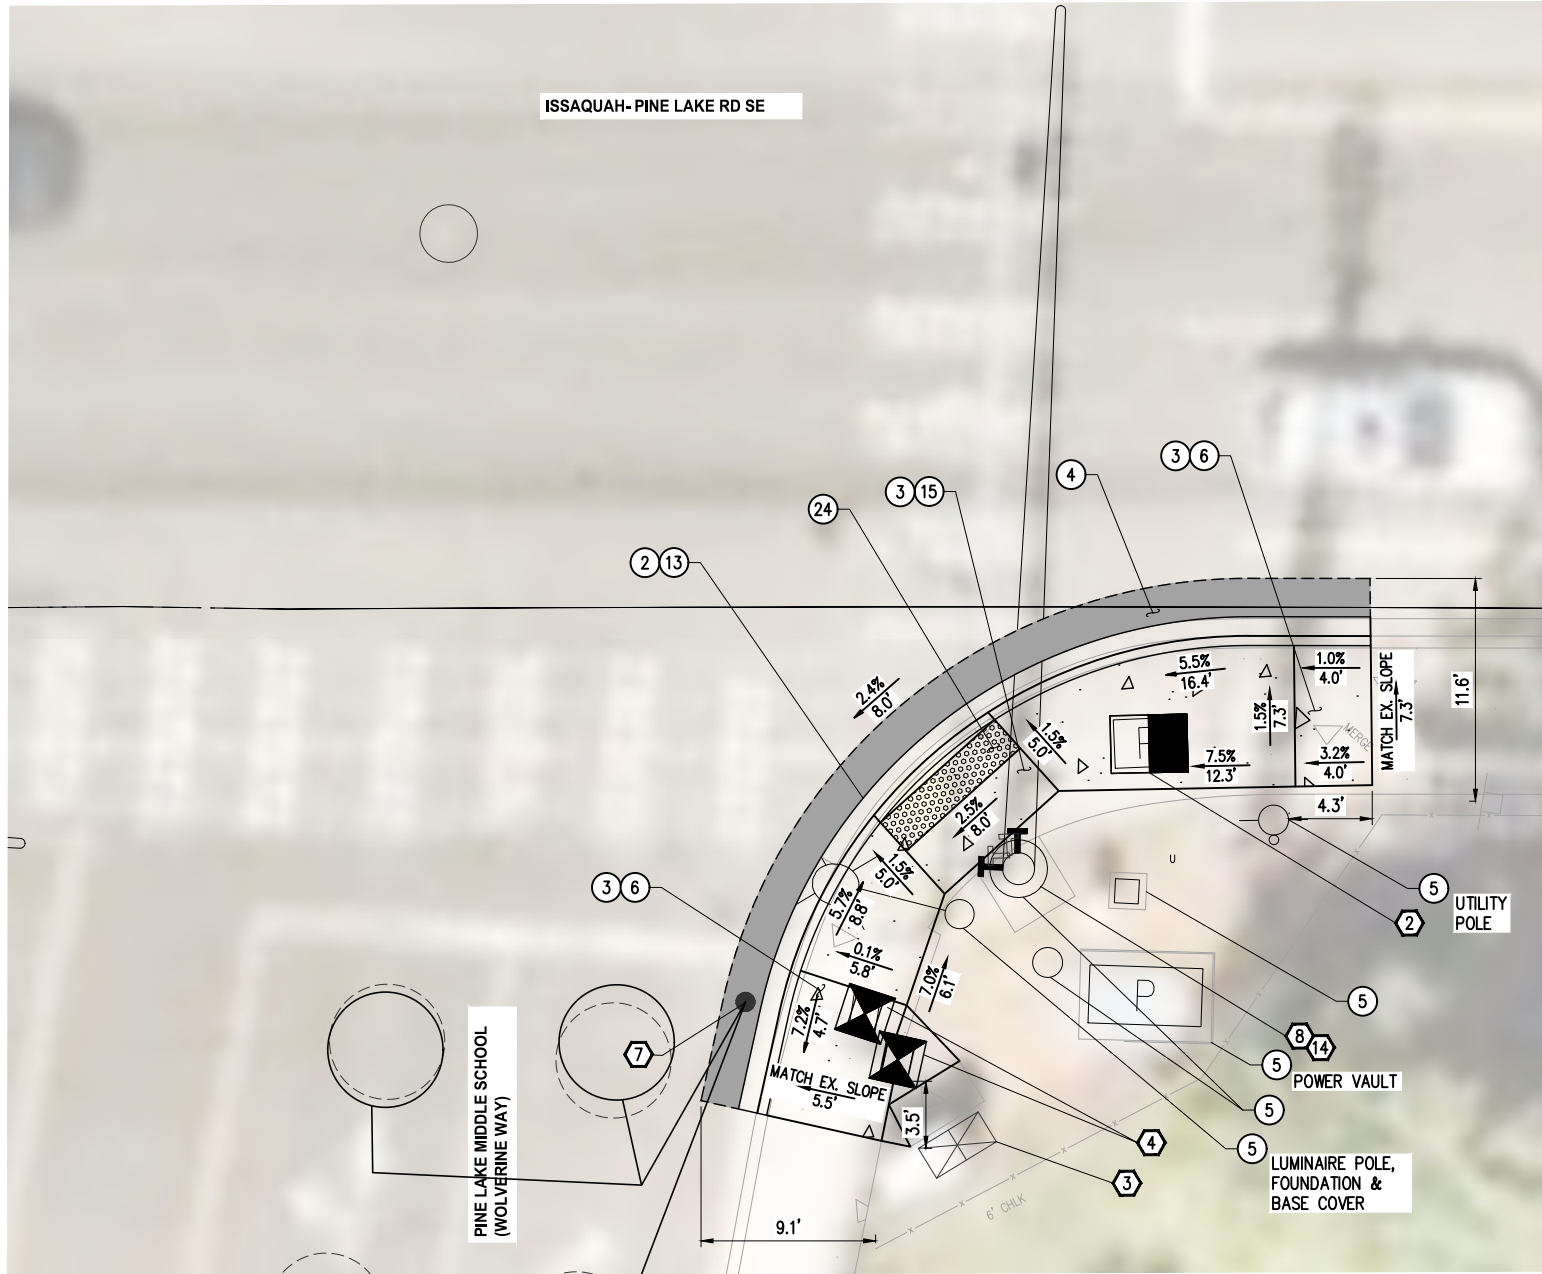 ISSAQUAH- PINE LAKE RD SE
3 6
4
3 15
24
2 13
5.5%
16.4'
1.0%
4.0'
MATCH EX. SLOPE
7.3'
11.6'
2.4%
8.0'
1.5%
7.3'
1.5%
5.0'
MERGE
P
7.5%
12.3'
3.2%
4.0'
4.3'
2.5%
8.0'
U
1.5%
5.0'
3 6
5
UTILITY
POLE
2
5.7%
8.8'
0.1%
5.8'
7.0%
6.1'
P
5
7.2%
4.7'
7
8
14
5
POWER VAULT
MATCH EX. SLOPE
5.5'
3.5'
5
4
5
LUMINAIRE POLE,
FOUNDATION &
BASE COVER
3
PINE LAKE MIDDLE SCHOOL
(WOLVERINE WAY)
6' CHLK
9.1'
x x x x x x x